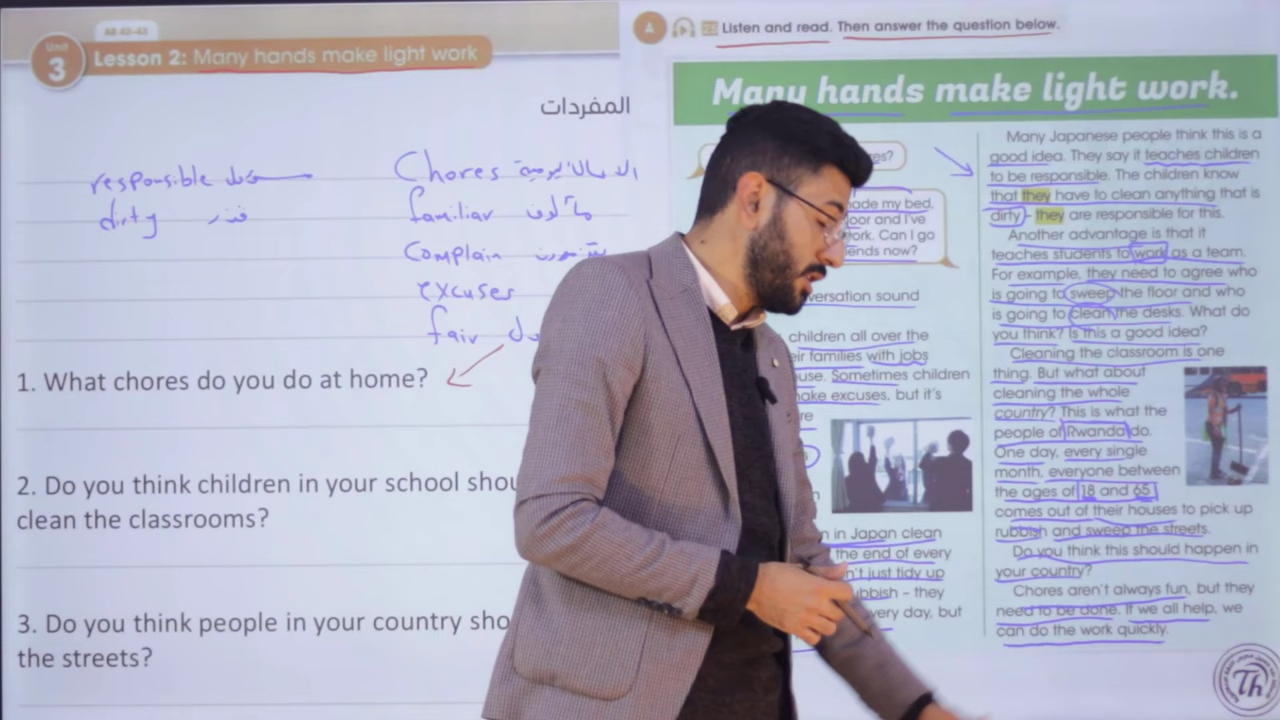 AB 42-43
Unit
3
Lesson 2: Many hands make light work
المفردات
Chores
responsible
familiar مألوف
dirty قذر
Complain يتذمرون
excuses
fair
1. What chores do you do at home?
2. Do you think children in your school shou
clean the classrooms?
3. Do you think people in your country sho
the streets?
A
Listen and read. Then answer the question below.
Many hands make light work.
es?
ade my bed.
oor and I've
ork. Can I go
ends now?
versation sound
children all over the
eir families with jobs
use. Sometimes children
ake excuses, but it's
re
n in Japan clean
the end of every
n't just tidy up
ubbish – they
very day, but
Many Japanese people think this is a
good idea. They say it teaches children
to be responsible. The children know
that they have to clean anything that is
dirty – they are responsible for this.
Another advantage is that it
teaches students to work as a team.
For example, they need to agree who
is going to sweep the floor and who
is going to clean the desks. What do
you think? Is this a good idea?
Cleaning the classroom is one
thing. But what about
cleaning the whole
country? This is what the
people of Rwanda do.
One day, every single
month, everyone between
the ages of 18 and 65
comes out of their houses to pick up
rubbish and sweep the streets.
Do you think this should happen in
your country?
Chores aren't always fun, but they
need to be done. If we all help, we
can do the work quickly.
Th